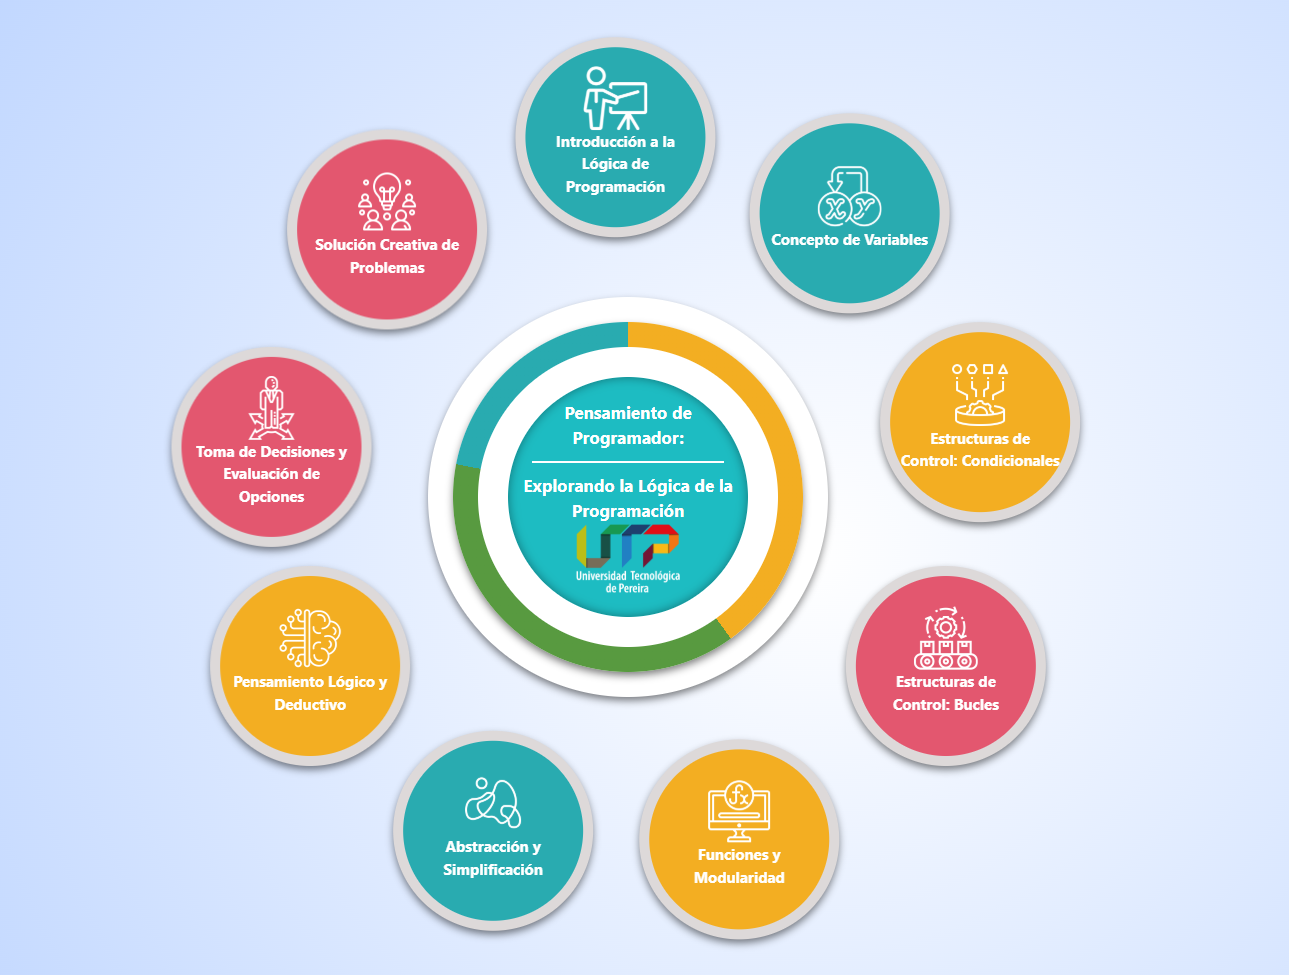 Introducción a la
Lógica de
Programación
Concepto de Variables
Estructuras de
Control: Condicionales
Estructuras de
Control: Bucles
Funciones y
Modularidad
Abstracción y
Simplificación
Pensamiento Lógico y
Deductivo
Toma de Decisiones y
Evaluación de
Opciones
Solución Creativa de
Problemas
Pensamiento de
Programador:
Explorando la Lógica de la
Programación
UTP
Universidad Tecnológica
de Pereira
X Y
fx